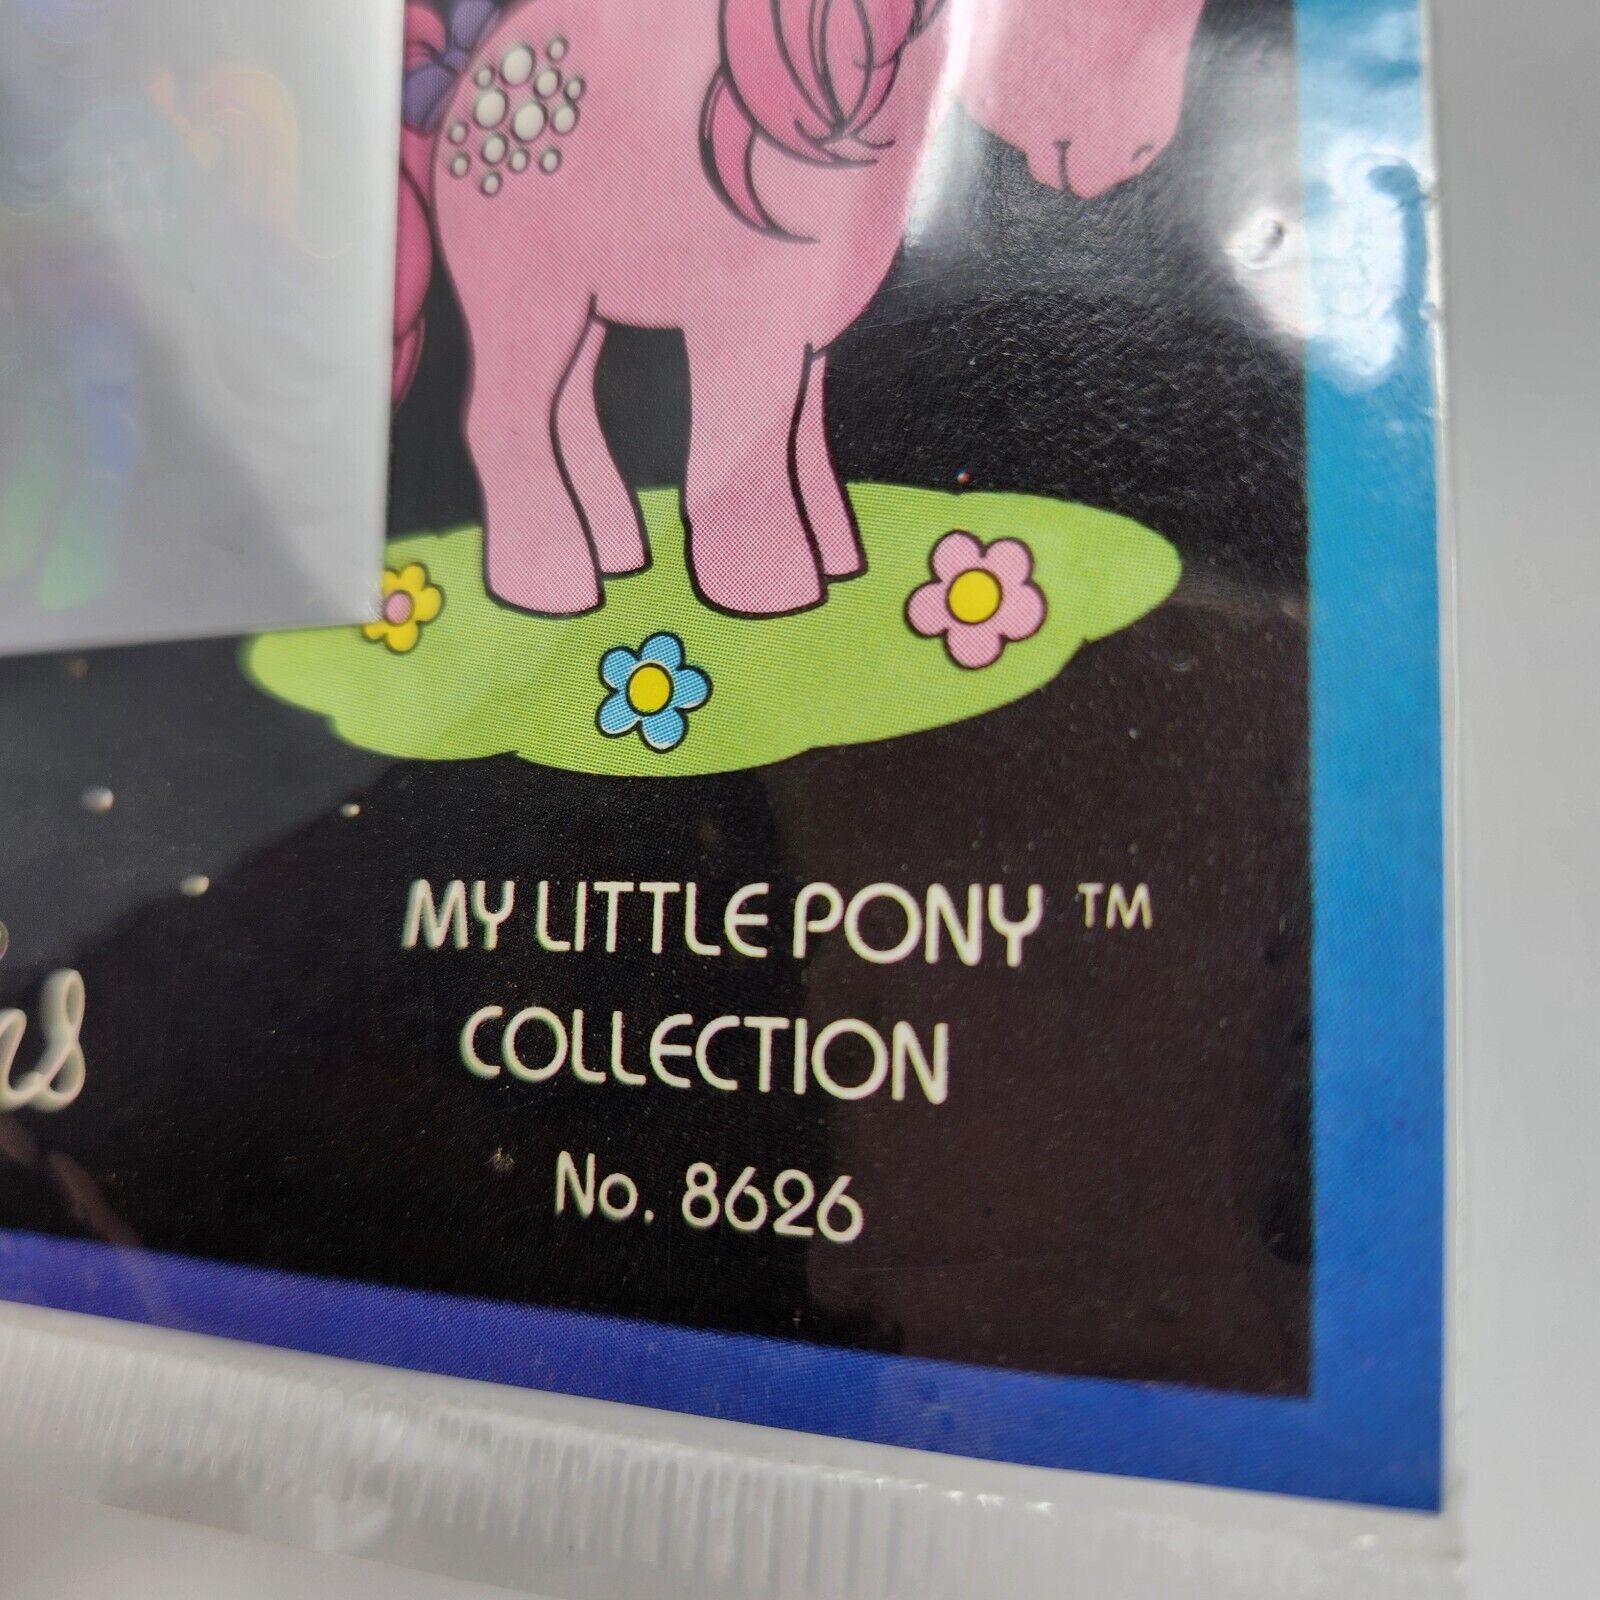 MY LITTLE PONY ™
COLLECTION
No. 8626